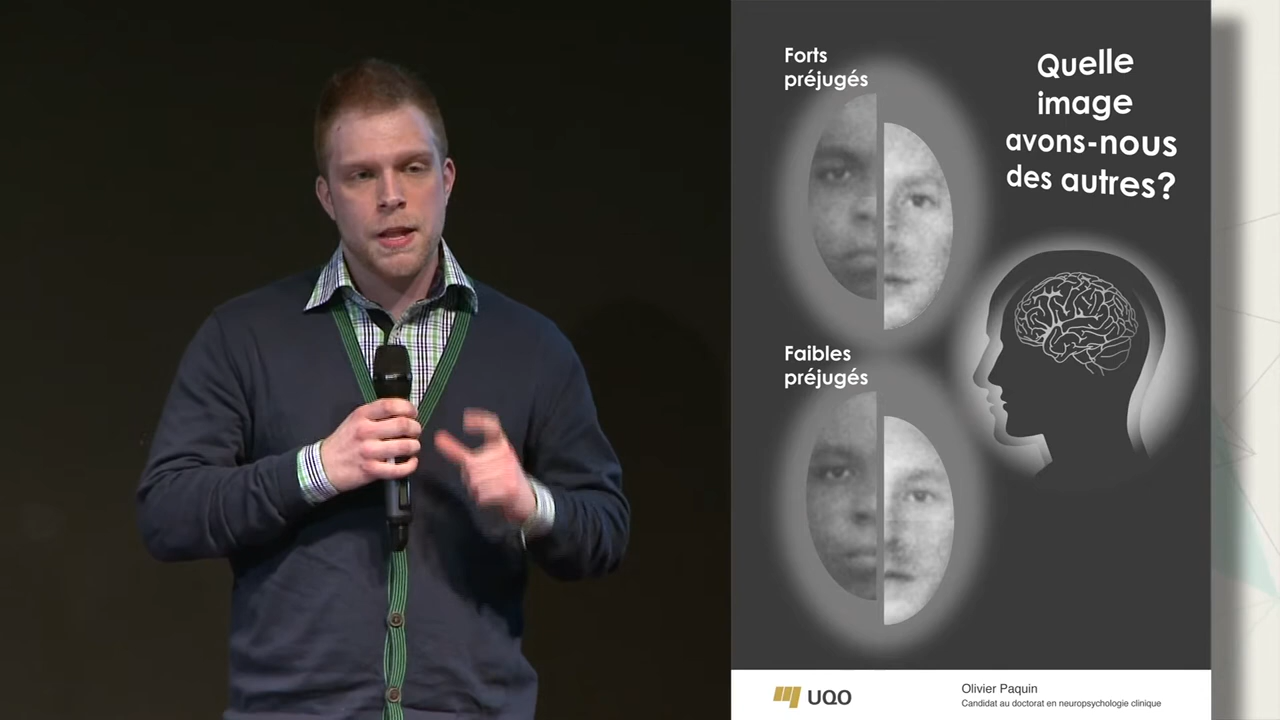 Forts
préjugés
Quelle
image
avons-nous
des autres?
Faibles
préjugés
UQO
Olivier Paquin
Candidat au doctorat en neuropsychologie clinique